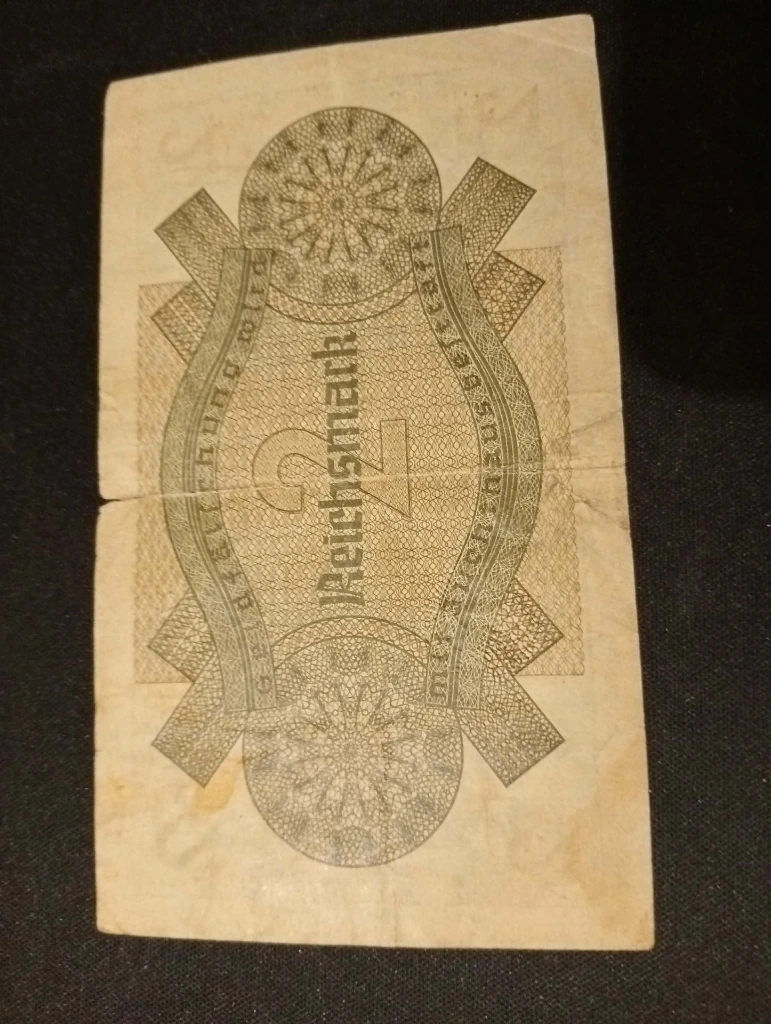 Geldfälschung wird
2
Reichsmark
mit Zuchthaus bestraft